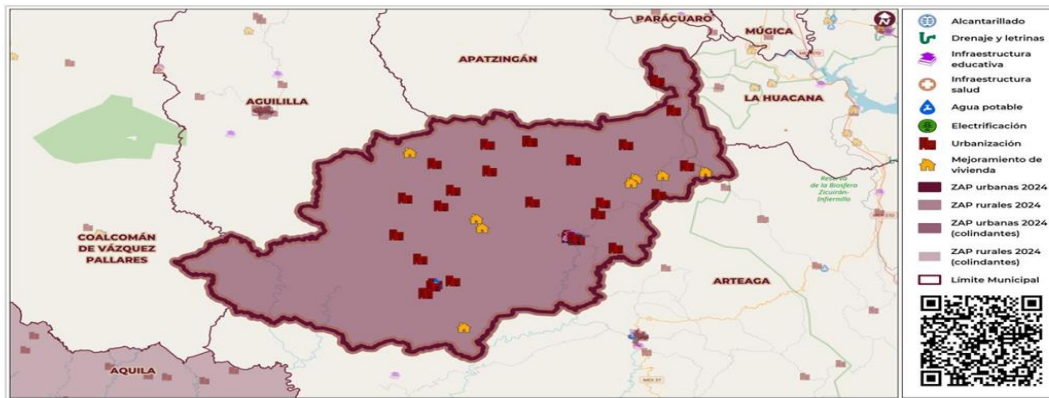 PARÁCUARO
MÚGICA
APATZINGÁN
AGUILILLA
LA HUACANA
Reserva
de la Biosfera
Zicuirán-
Infiernillo
COALCOMÁN
DE VÁZQUEZ
PALLARES
ARTEAGA
AQUILA
MEX 37
Alcantarillado
Drenaje y letrinas
Infraestructura
educativa
Infraestructura
salud
Agua potable
Electrificación
Urbanización
Mejoramiento de
vivienda
ZAP urbanas 2024
ZAP rurales 2024
ZAP urbanas 2024
(colindantes)
ZAP rurales 2024
(colindantes)
Límite Municipal